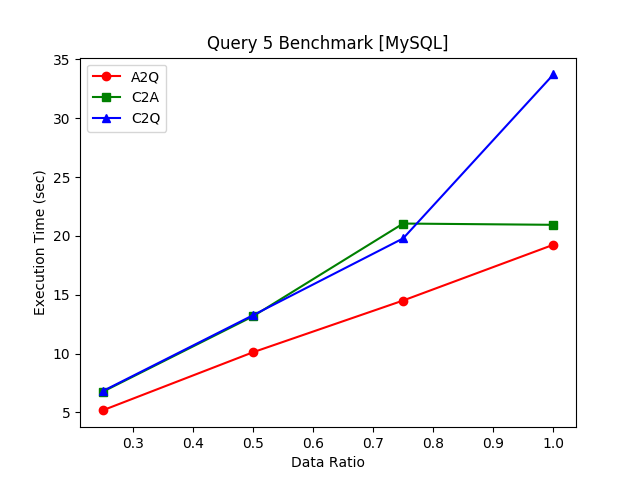 Query 5 Benchmark [MySQL]
A2Q
C2A
C2Q
Execution Time (sec)
35
30
25
20
15
10
5
0.3 0.4 0.5 0.6 0.7 0.8 0.9 1.0
Data Ratio